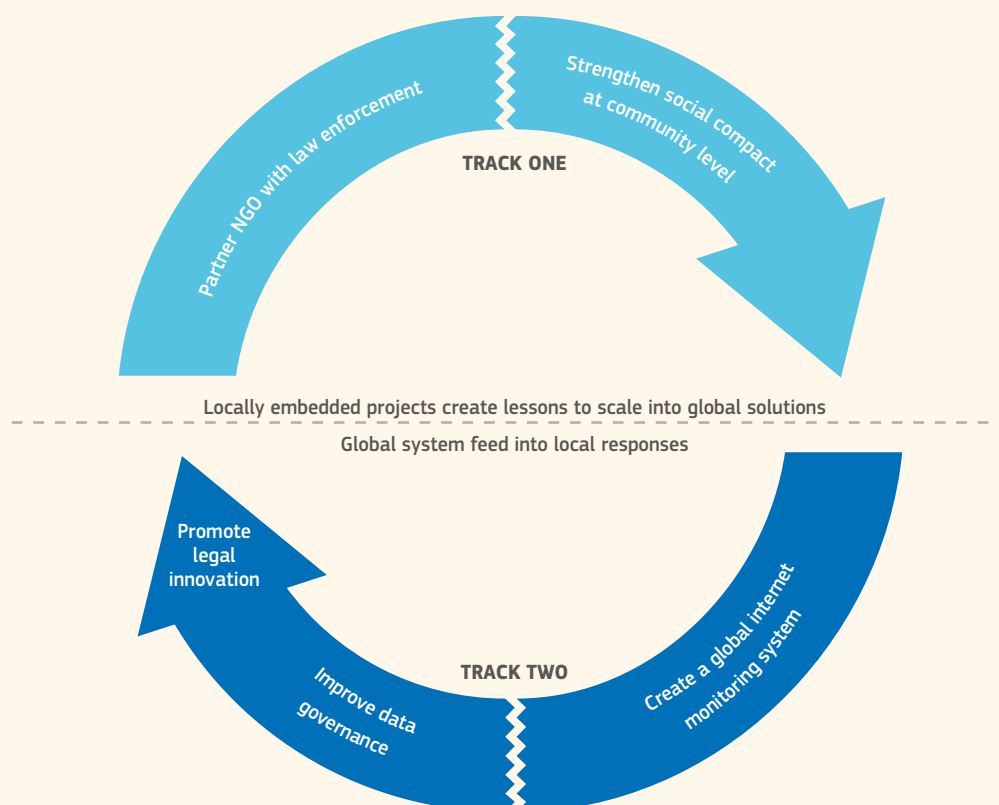 Partner NGO with law enforcement
Strengthen social compact
at community level
TRACK ONE
Locally embedded projects create lessons to scale into global solutions
Global system feed into local responses
Promote
legal
innovation
Create a global internet
monitoring system
TRACK TWO
Improve data
governance